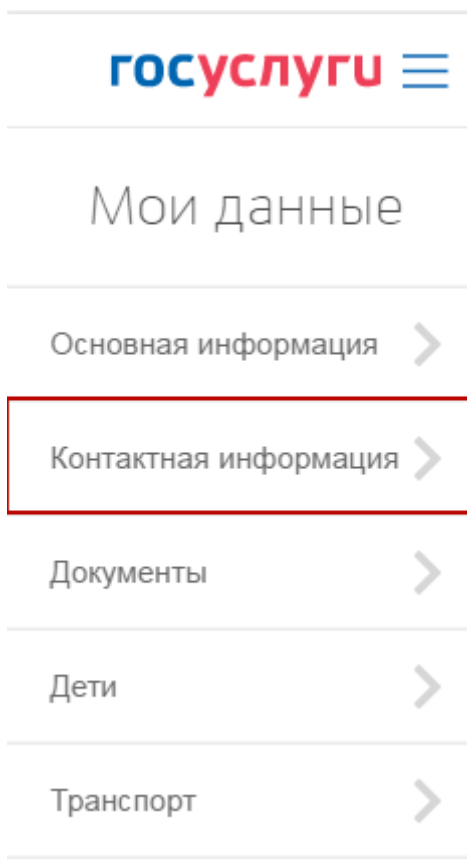 госуслуги
Мои данные
Основная информация
Контактная информация
Документы
Дети
Транспорт